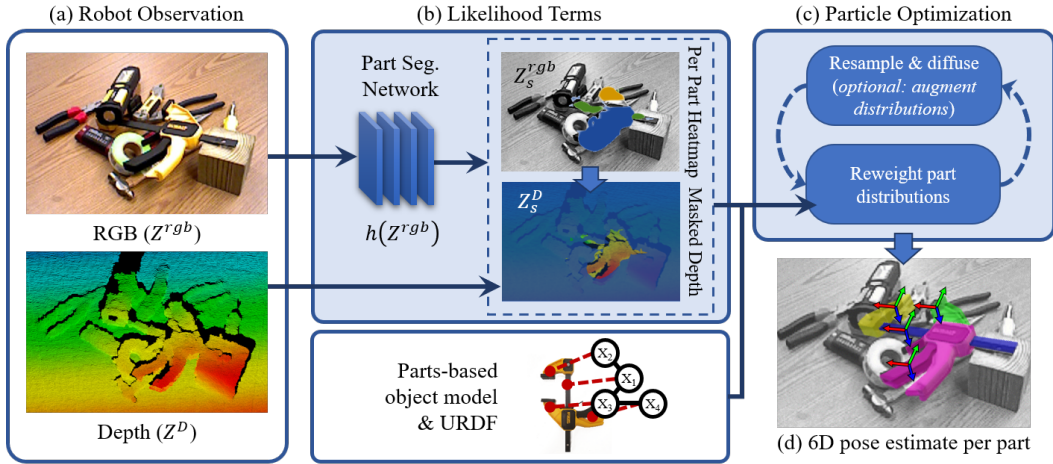 (a) Robot Observation
RGB (Z^{rgb})
Depth (Z^D)
(b) Likelihood Terms
Part Seg.
Network
h(Z^{rgb})
Z_s^{rgb}
Z_s^D
Per Part Heatmap
Masked Depth
Parts-based
object model
& URDF
X_2
X_1
X_3
X_4
(c) Particle Optimization
Resample & diffuse
(optional: augment
distributions)
Reweight part
distributions
(d) 6D pose estimate per part